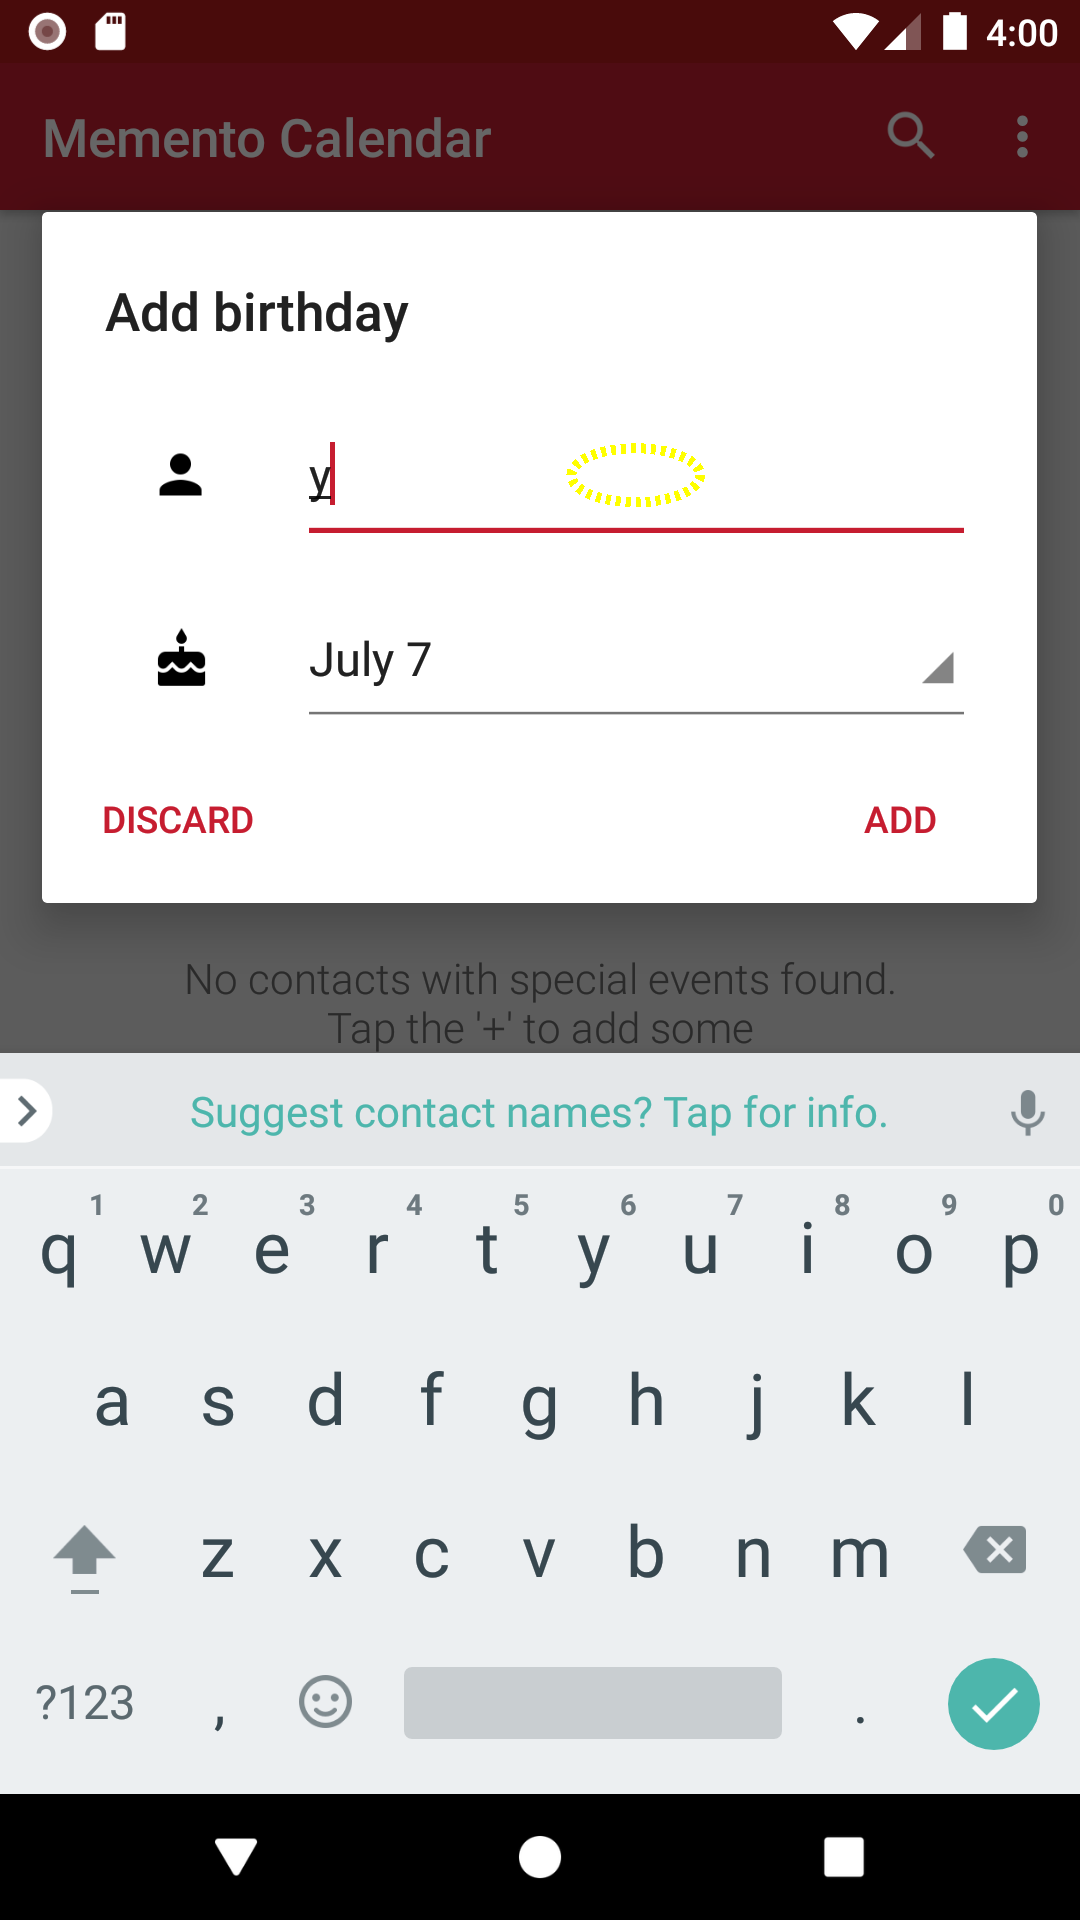 4:00
Memento Calendar
Add birthday
y
July 7
DISCARD ADD
No contacts with special events found.
Tap the '+' to add some
Suggest contact names? Tap for info.
1 2 3 4 5 6 7 8 9 0
q w e r t y u i o p
a s d f g h j k l
z x c v b n m
?123 , .